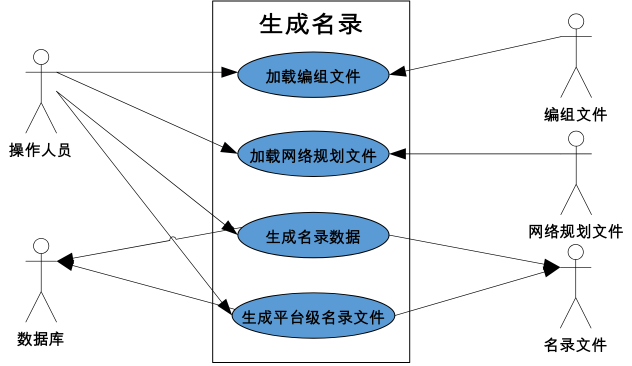 生成名录
加载编组文件
编组文件
操作人员
加载网络规划文件
网络规划文件
生成名录数据
数据库
生成平台级名录文件
名录文件